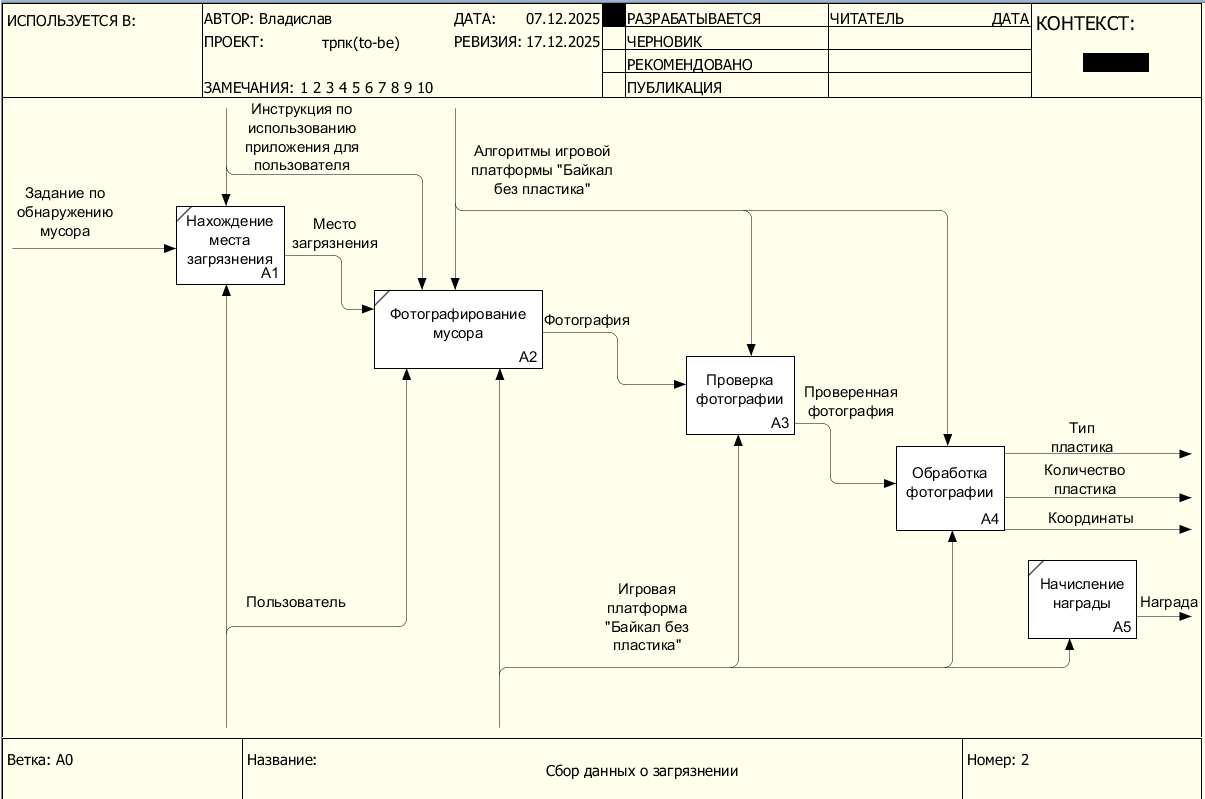 ИСПОЛЬЗУЕТСЯ В:
АВТОР: Владислав
ДАТА: 07.12.2025
ПРОЕКТ: трпк(to-be)
РЕВИЗИЯ: 17.12.2025
ЗАМЕЧАНИЯ: 1 2 3 4 5 6 7 8 9 10
РАЗРАБАТЫВАЕТСЯ
ЧЕРНОВИК
РЕКОМЕНДОВАНО
ПУБЛИКАЦИЯ
ЧИТАТЕЛЬ ДАТА
КОНТЕКСТ:
Инструкция по
использованию
приложения для
пользователя
Алгоритмы игровой
платформы "Байкал
без пластика"
Задание по
обнаружению
мусора
Нахождение
места
загрязнения
A1
Место
загрязнения
Фотографирование
мусора
A2
Фотография
Проверка
фотографии
A3
Проверенная
фотография
Обработка
фотографии
A4
Тип
пластика
Количество
пластика
Координаты
Начисление
награды
A5
Награда
Пользователь
Игровая
платформа
"Байкал без
пластика"
Ветка: A0
Название:
Сбор данных о загрязнении
Номер: 2